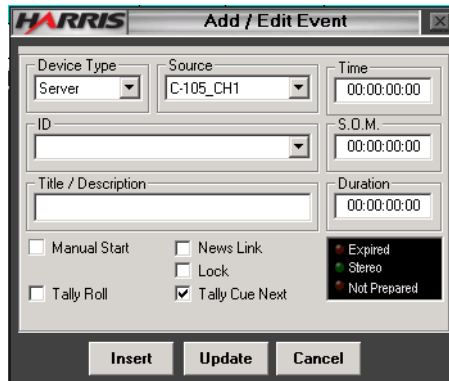 HARRIS Add / Edit Event
Device Type Source Time
Server C-105_CH1 00:00:00:00
ID S.O.M.
00:00:00:00
Title / Description Duration
00:00:00:00
Manual Start News Link Expired
Lock Stereo
Tally Roll Tally Cue Next Not Prepared
Insert Update Cancel